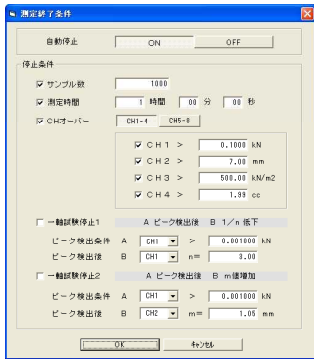 測定終了条件
自動停止 ON OFF
停止条件
サンプル数 1000
測定時間 1 時間 00 分 00 秒
CHオーバー CH1-4 CH5-8
CH1 > 0.1000 kN
CH2 > 7.00 mm
CH3 > 500.00 kN/m2
CH4 > 1.99 cc
一軸試験停止1 A ピーク検出後 B 1/n 低下
ピーク検出条件 A CH1 > 0.001000 kN
ピーク検出後 B CH1 n= 3.00
一軸試験停止2 A ピーク検出後 B m値増加
ピーク検出条件 A CH1 > 0.001000 kN
ピーク検出後 B CH2 m= 1.05 mm
OK キャンセル